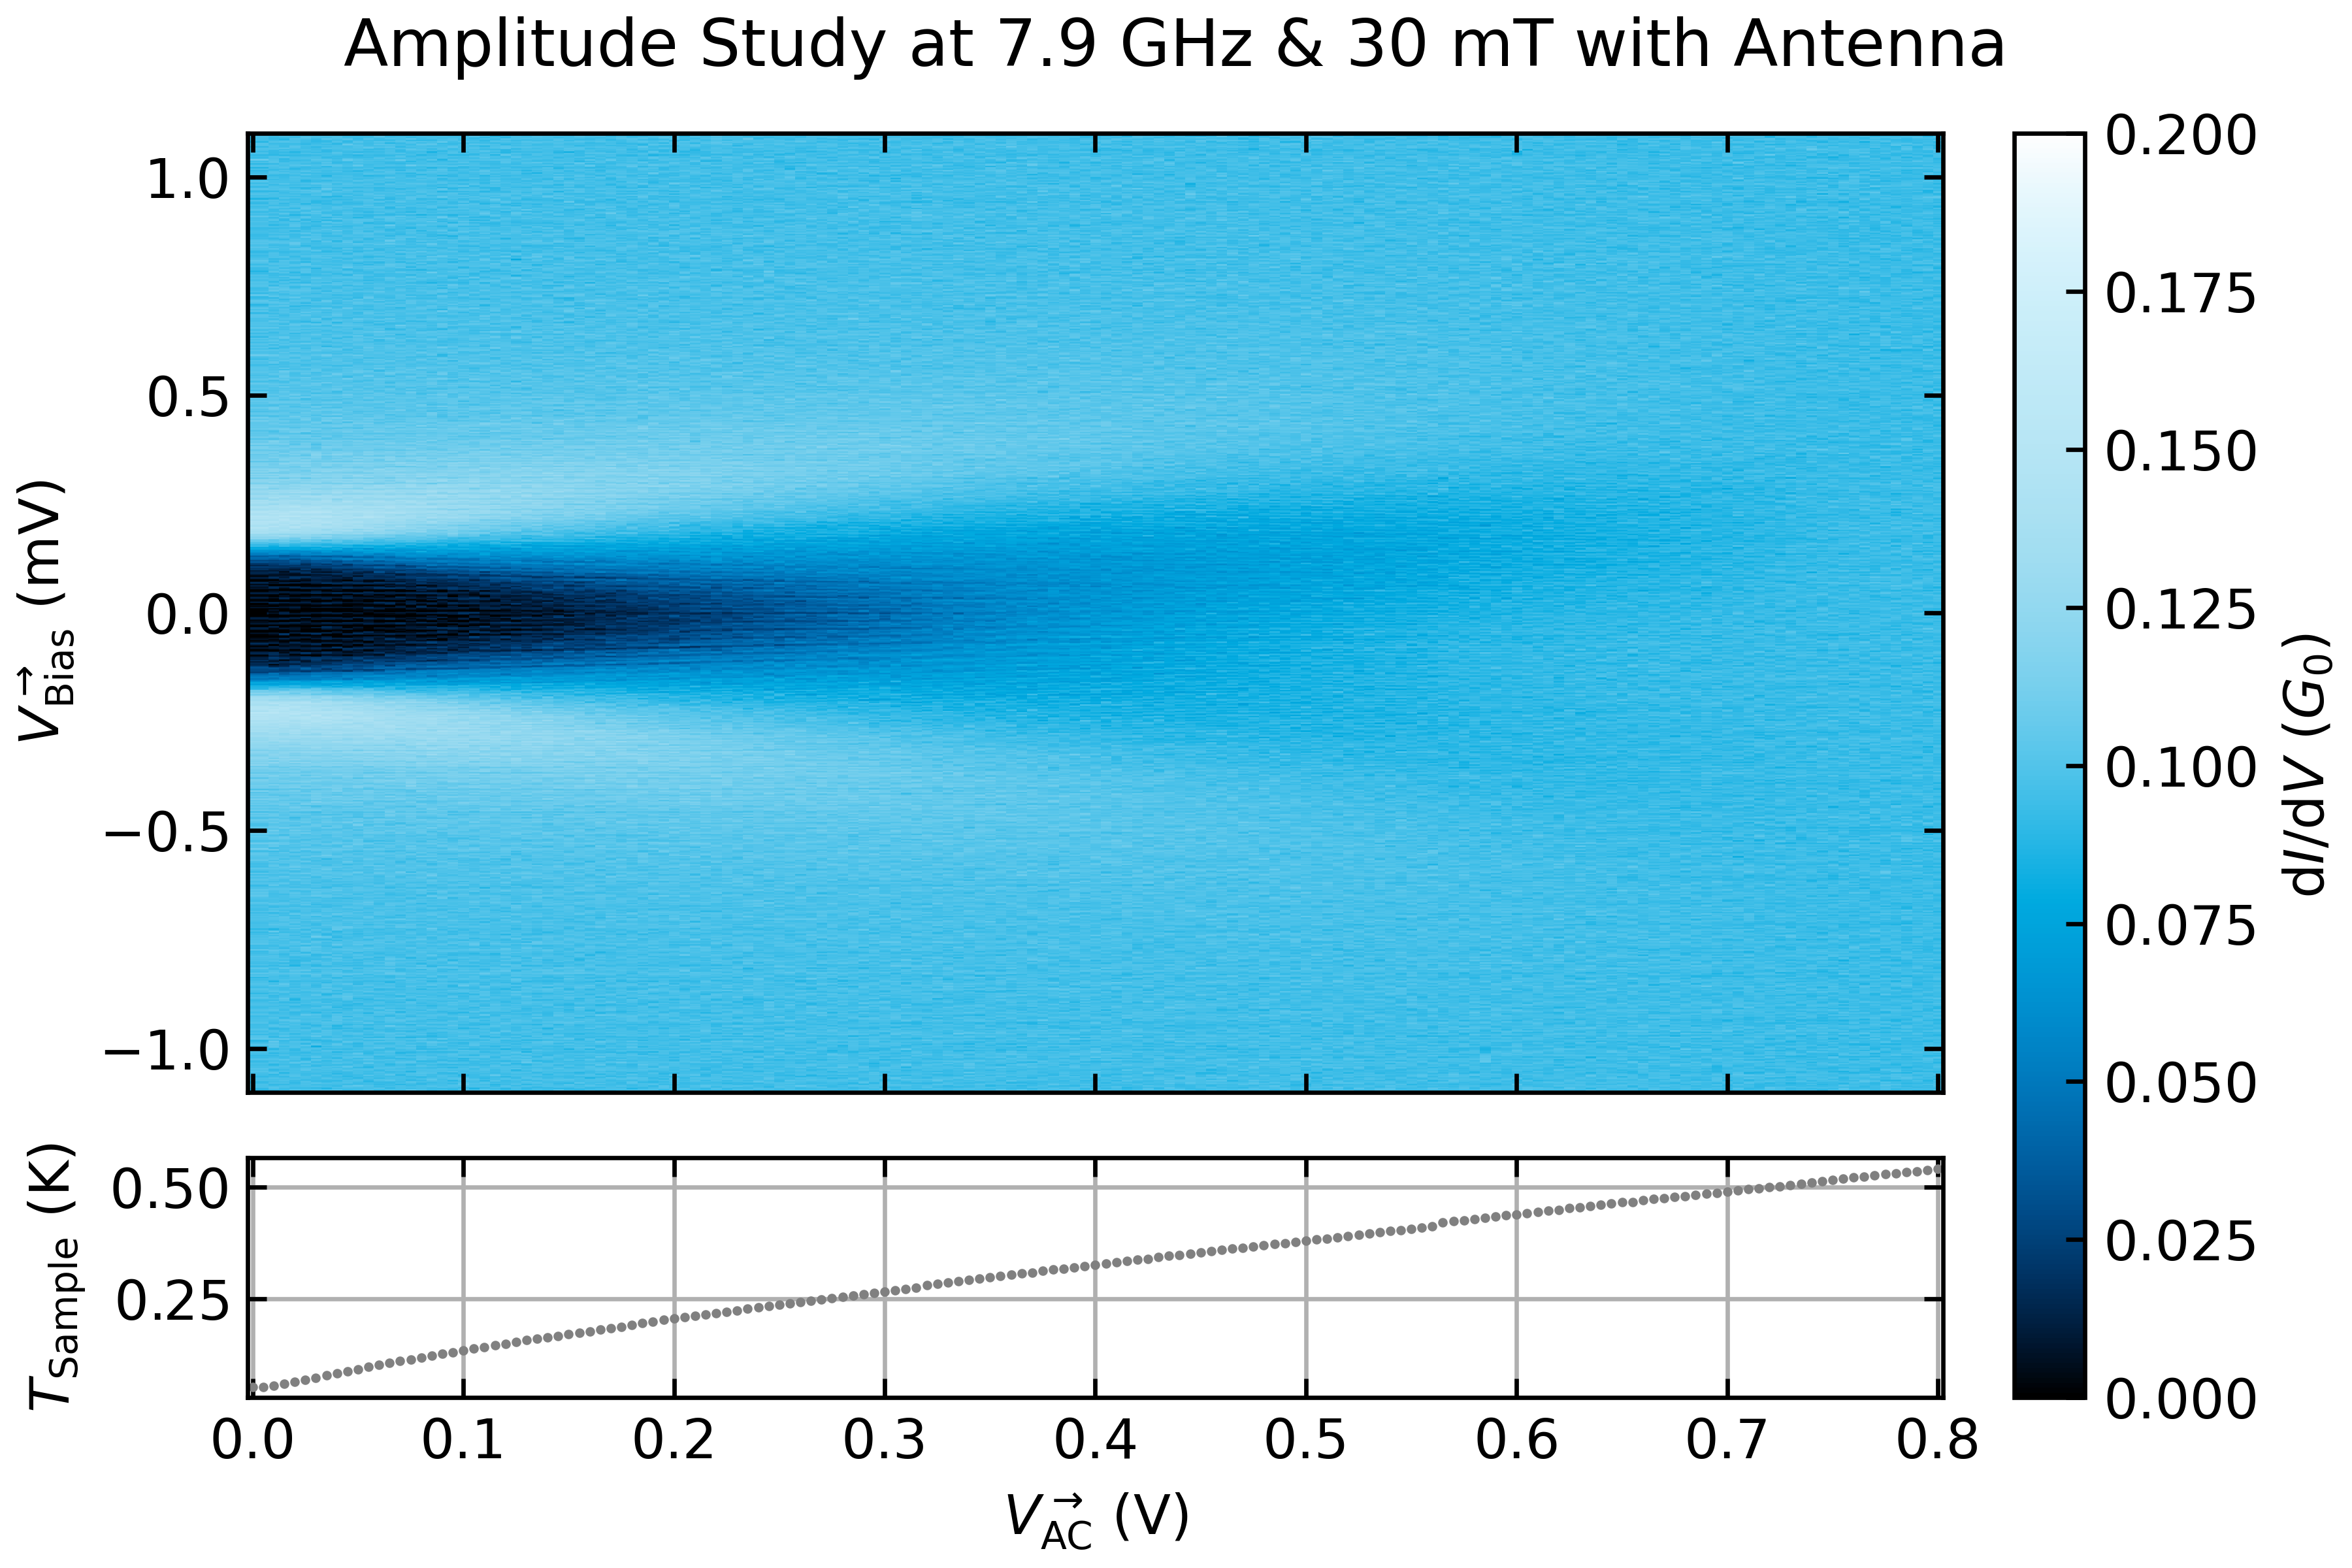 Amplitude Study at 7.9 GHz & 30 mT with Antenna
V→Bias (mV)
1.0
0.5
0.0
−0.5
−1.0
0.200
0.175
0.150
0.125
0.100
0.075
0.050
0.025
0.000
dI/dV (G₀)
TSample (K)
0.50
0.25
0.0 0.1 0.2 0.3 0.4 0.5 0.6 0.7 0.8
V→AC (V)